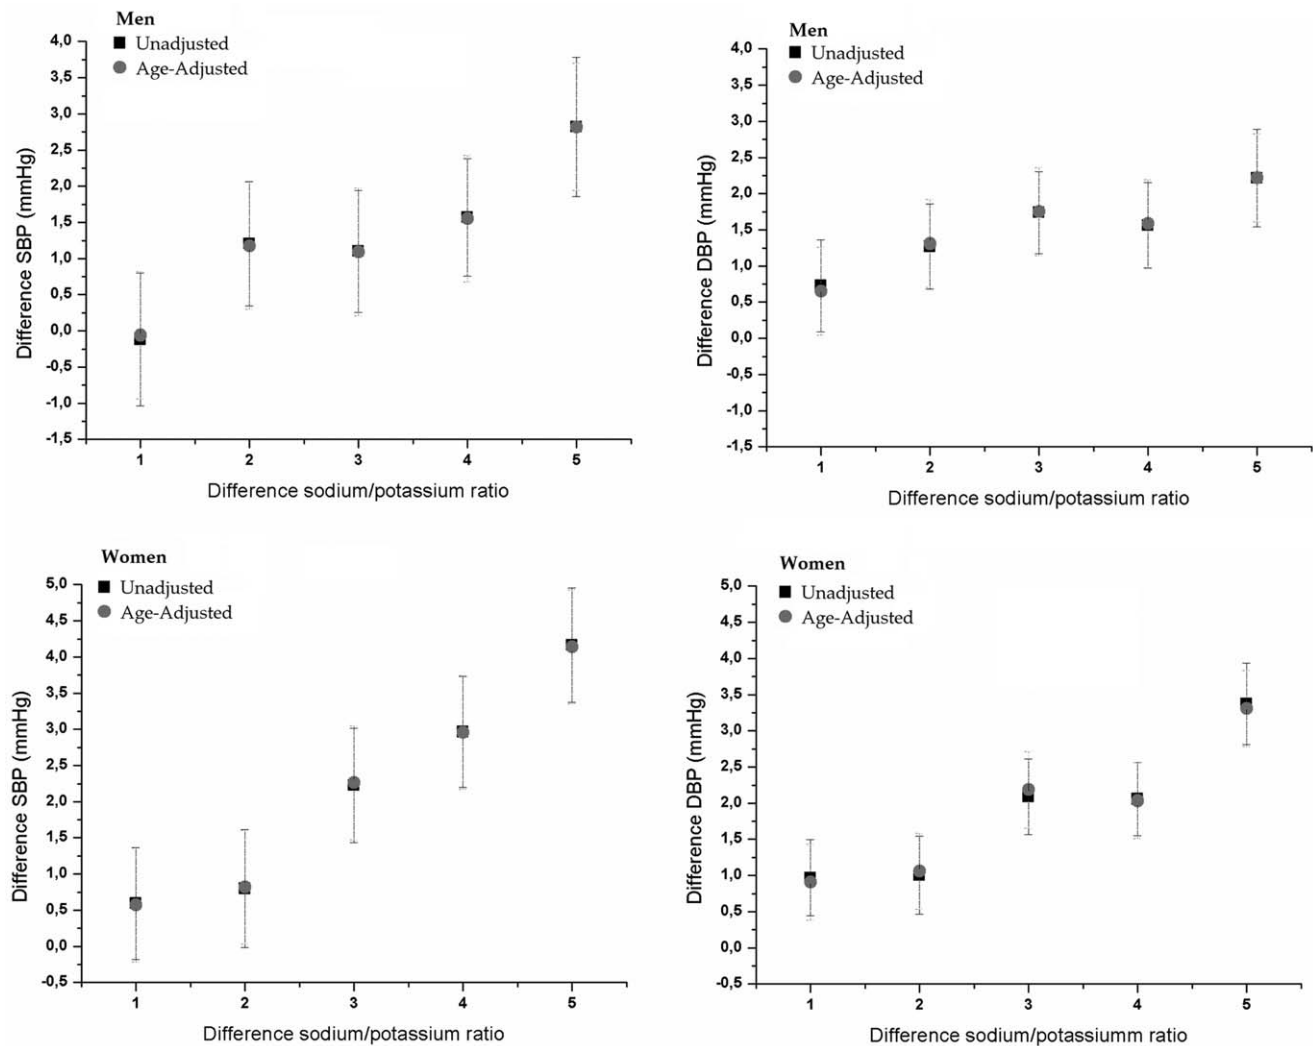 Men
Unadjusted
Age-Adjusted
4,0
3,5
3,0
2,5
2,0
1,5
1,0
0,5
0,0
-0,5
-1,0
-1,5
Difference SBP (mmHg)
1 2 3 4 5
Difference sodium/potassium ratio
Men
Unadjusted
Age-Adjusted
4,0
3,5
3,0
2,5
2,0
1,5
1,0
0,5
0,0
-0,5
-1,0
-1,5
Difference DBP (mmHg)
1 2 3 4 5
Difference sodium/potassium ratio
Women
Unadjusted
Age-Adjusted
5,0
4,5
4,0
3,5
3,0
2,5
2,0
1,5
1,0
0,5
0,0
-0,5
Difference SBP (mmHg)
1 2 3 4 5
Difference sodium/potassium ratio
Women
Unadjusted
Age-Adjusted
5,0
4,5
4,0
3,5
3,0
2,5
2,0
1,5
1,0
0,5
0,0
-0,5
Difference DBP (mmHg)
1 2 3 4 5
Difference sodium/potassiumm ratio